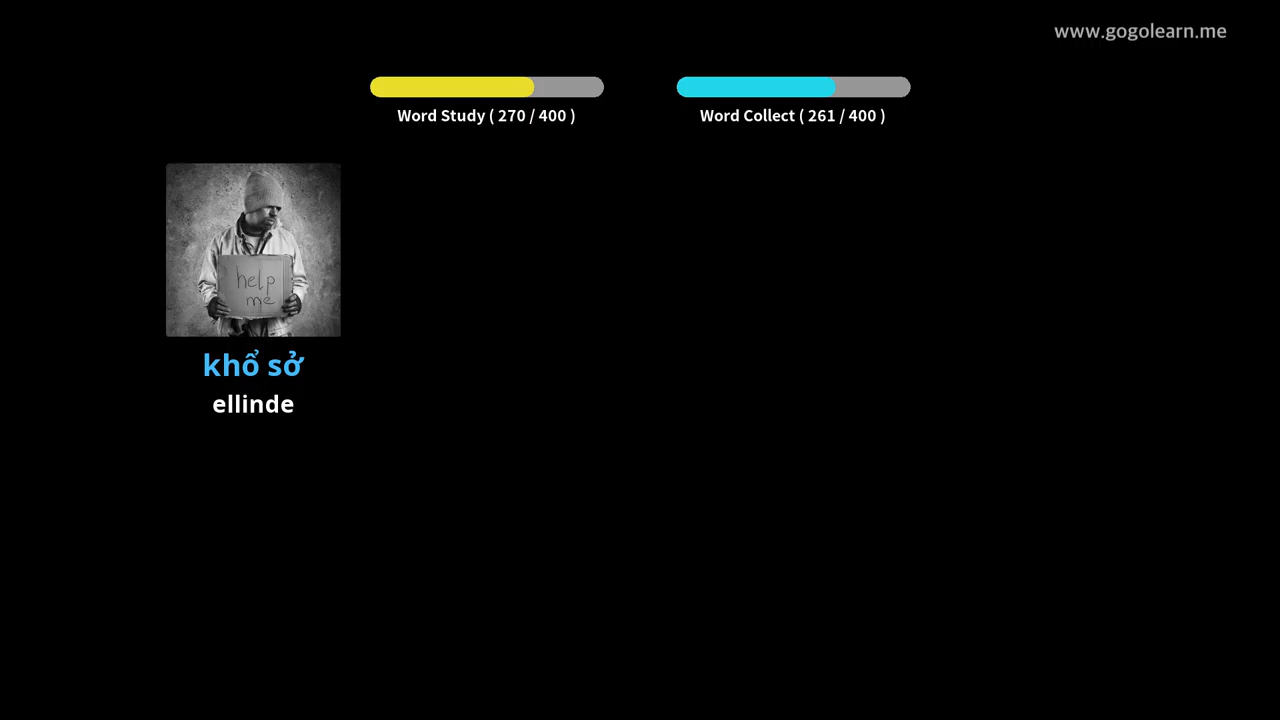 www.gogolearn.me
Word Study ( 270 / 400 )
Word Collect ( 261 / 400 )
help
me
khổ sở
ellinde